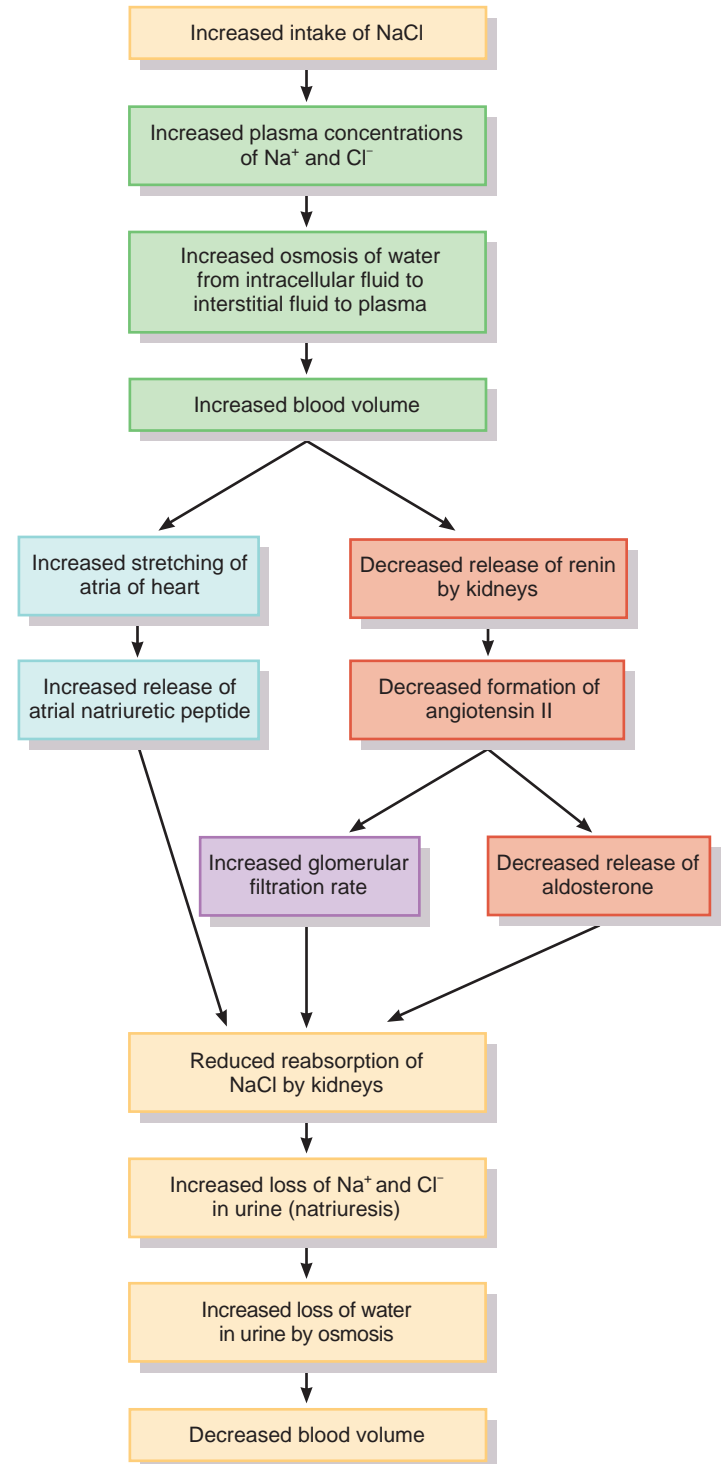 Increased intake of NaCl
Increased plasma concentrations
of Na⁺ and Cl⁻
Increased osmosis of water
from intracellular fluid to
interstitial fluid to plasma
Increased blood volume
Increased stretching of
atria of heart
Decreased release of renin
by kidneys
Increased release of
atrial natriuretic peptide
Decreased formation of
angiotensin II
Increased glomerular
filtration rate
Decreased release of
aldosterone
Reduced reabsorption of
NaCl by kidneys
Increased loss of Na⁺ and Cl⁻
in urine (natriuresis)
Increased loss of water
in urine by osmosis
Decreased blood volume